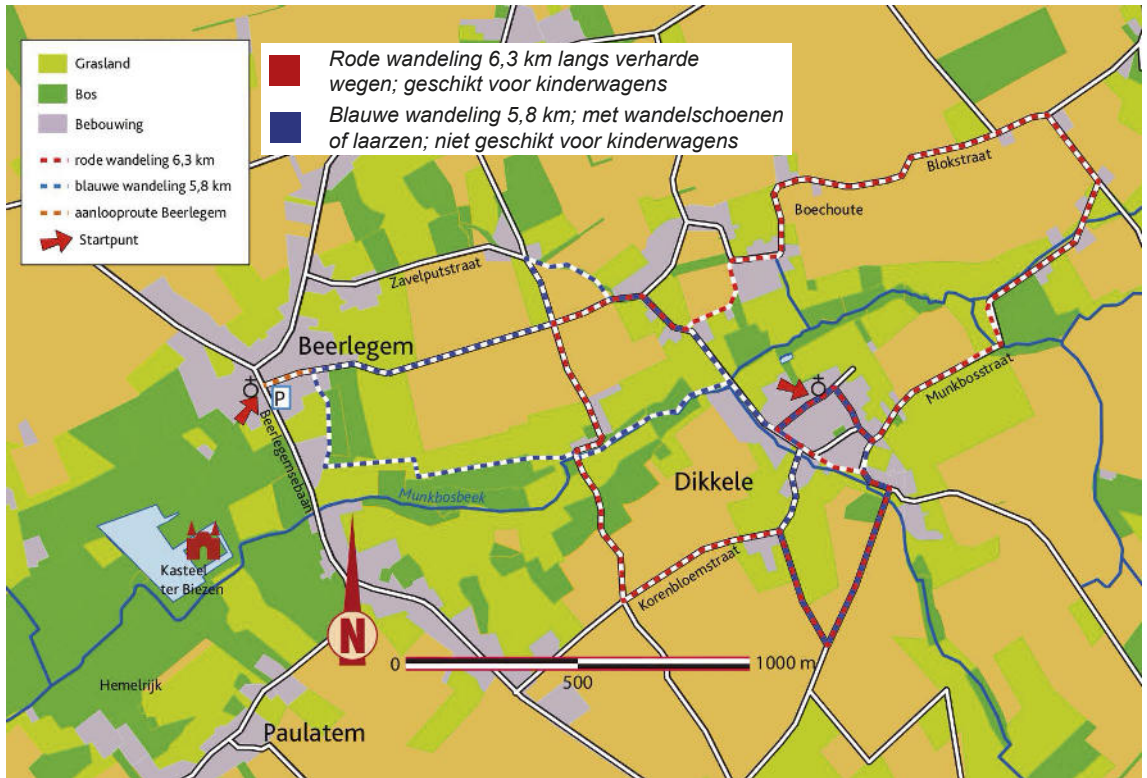 Grasland
Bos
Bebouwing
rode wandeling 6,3 km
blauwe wandeling 5,8 km
aanlooproute Beerlegem
Startpunt
Rode wandeling 6,3 km langs verharde
wegen; geschikt voor kinderwagens
Blauwe wandeling 5,8 km; met wandelschoenen
of laarzen; niet geschikt voor kinderwagens
Blokstraat
Boechoute
Zavelputstraat
Beerlegem
P
Beerlegemsebaan
Munkbosstraat
Dikkele
Munkbosbeek
Kasteel
ter Biezen
Korenbloemstraat
N
0
500
1000 m
Hemelrijk
Paulatem